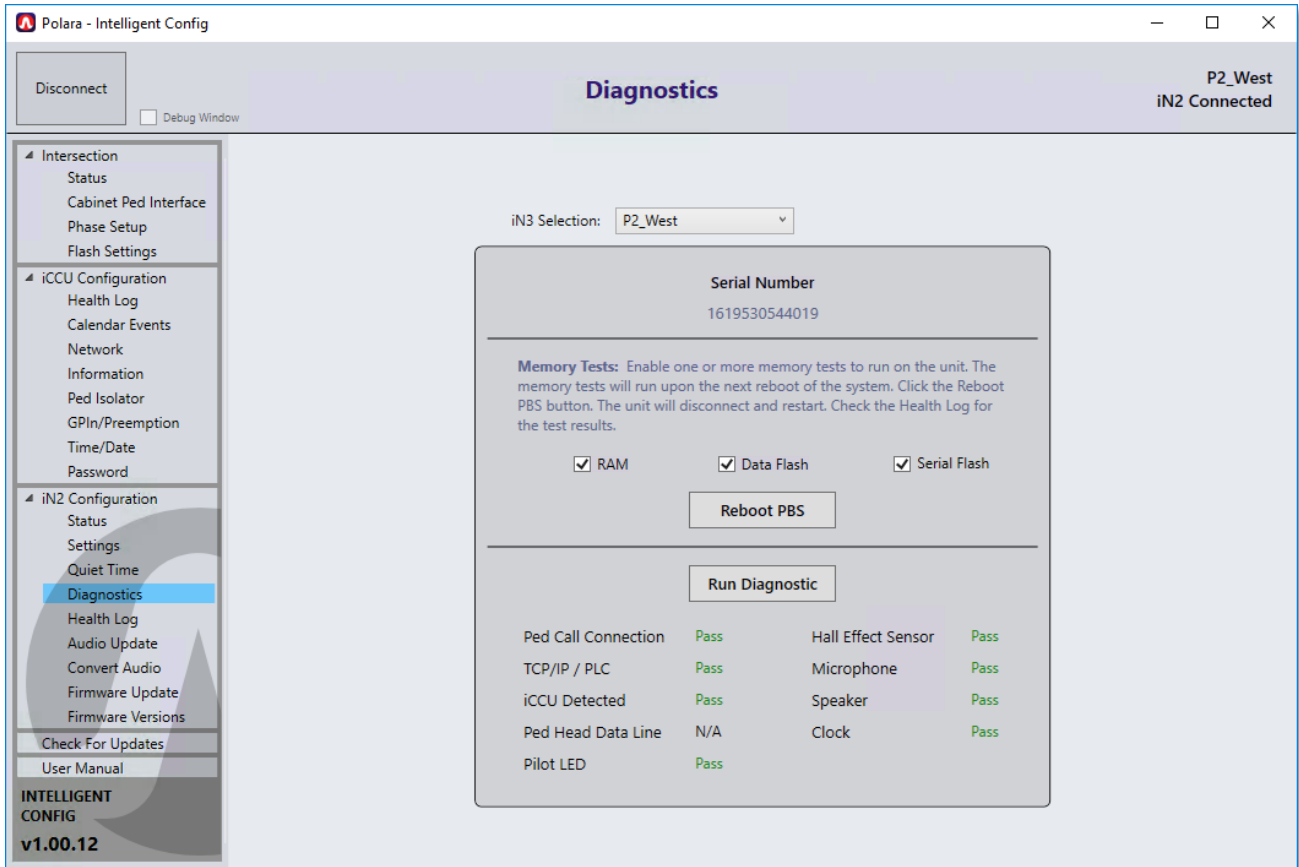 Polara - Intelligent Config
Disconnect
Debug Window
Diagnostics
P2_West
iN2 Connected
Intersection
Status
Cabinet Ped Interface
Phase Setup
Flash Settings
iCCU Configuration
Health Log
Calendar Events
Network
Information
Ped Isolator
GPIn/Preemption
Time/Date
Password
iN2 Configuration
Status
Settings
Quiet Time
Diagnostics
Health Log
Audio Update
Convert Audio
Firmware Update
Firmware Versions
Check For Updates
User Manual
INTELLIGENT
CONFIG
v1.00.12
iN3 Selection: P2_West
Serial Number
1619530544019
Memory Tests: Enable one or more memory tests to run on the unit. The
memory tests will run upon the next reboot of the system. Click the Reboot
PBS button. The unit will disconnect and restart. Check the Health Log for
the test results.
RAM Data Flash Serial Flash
Reboot PBS
Run Diagnostic
Ped Call Connection Pass Hall Effect Sensor Pass
TCP/IP / PLC Pass Microphone Pass
iCCU Detected Pass Speaker Pass
Ped Head Data Line N/A Clock Pass
Pilot LED Pass